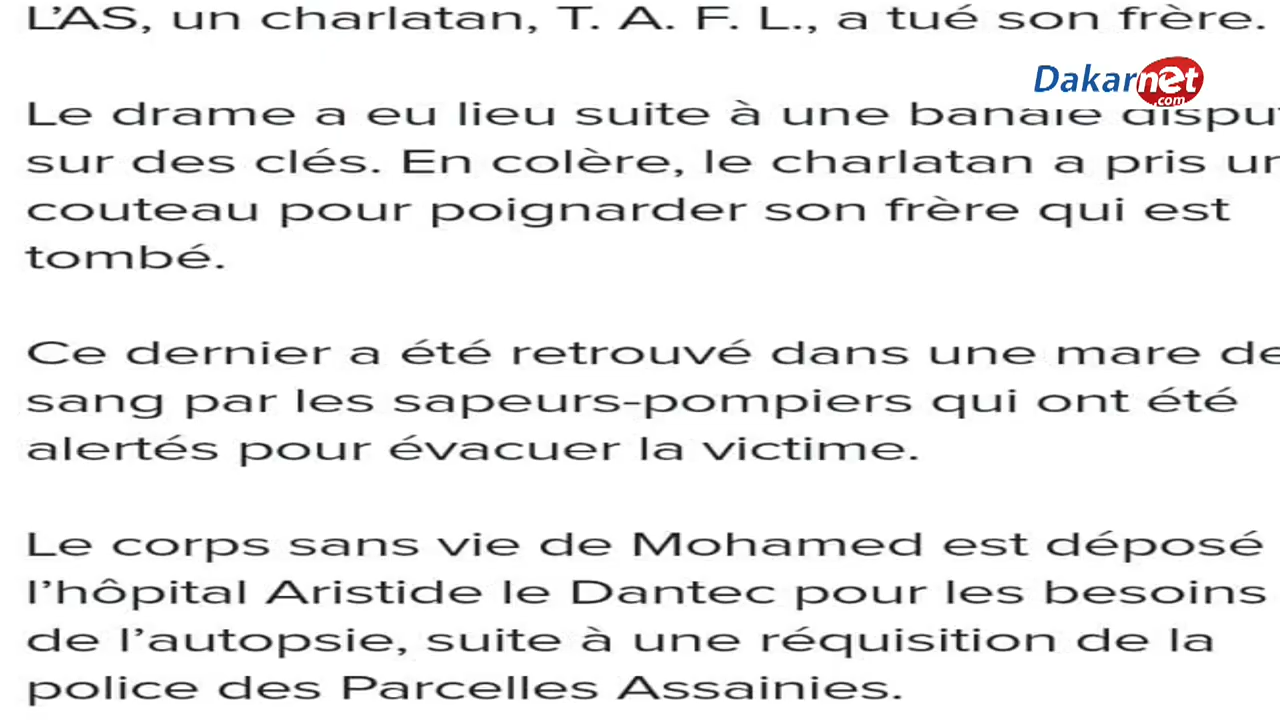 L'AS, un charlatan, T. A. F. L., a tué son frère.
Dakarnet
.com
Le drame a eu lieu suite à une banale disput
sur des clés. En colère, le charlatan a pris un
couteau pour poignarder son frère qui est
tombé.
Ce dernier a été retrouvé dans une mare de
sang par les sapeurs-pompiers qui ont été
alertés pour évacuer la victime.
Le corps sans vie de Mohamed est déposé
l'hôpital Aristide le Dantec pour les besoins
de l'autopsie, suite à une réquisition de la
police des Parcelles Assainies.